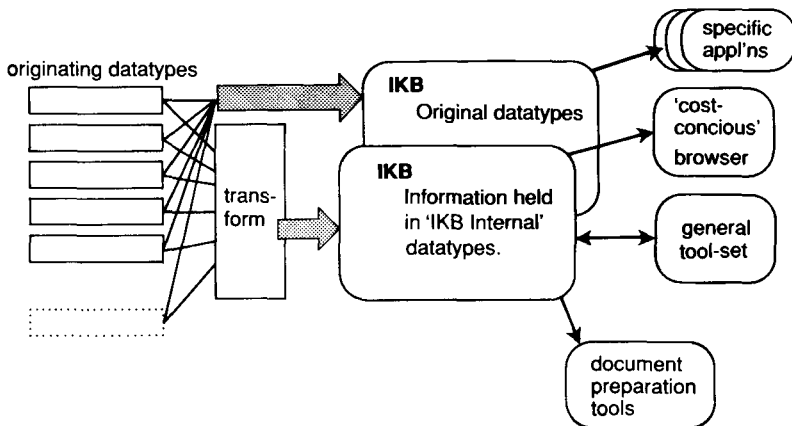 originating datatypes
trans-
form
IKB
Original datatypes
IKB
Information held
in 'IKB Internal'
datatypes.
specific
appl'ns
'cost-
concious'
browser
general
tool-set
document
preparation
tools